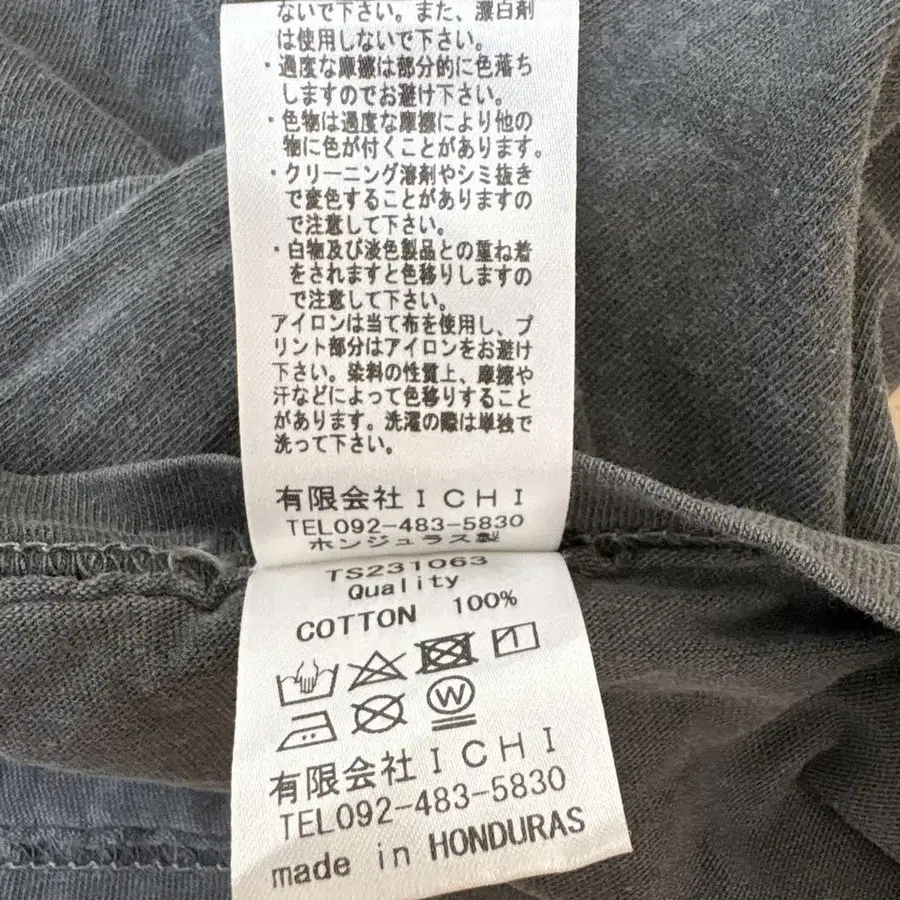 ないで下さい。また、漂白剤
は使用しないで下さい。
・過度な摩擦は部分的に色落ち
しますのでお避け下さい。
・色物は過度な摩擦により他の
物に色が付くことがあります。
・クリーニング溶剤やシミ抜き
で変色することがありますの
で注意して下さい。
・白物及び淡色製品との重ね着
をされますと色移りしますの
で注意して下さい。
アイロンは当て布を使用し、プ
リント部分はアイロンをお避け
下さい。染料の性質上、摩擦や
汗などによって色移りすること
があります。洗濯の際は単独で
洗って下さい。
有限会社ICHI
TEL092-483-5830
ホンジュラス製
TS231063
Quality
COTTON 100%
W
有限会社ICHI
TEL092-483-5830
made in HONDURAS